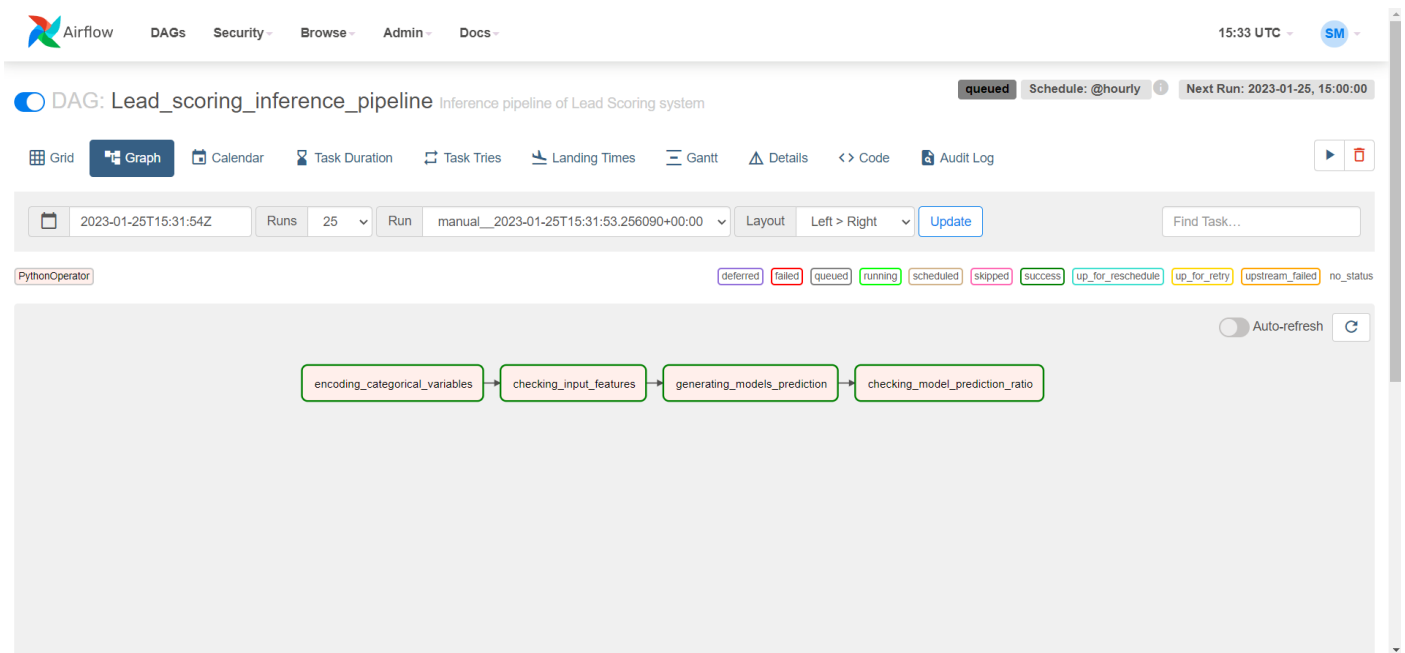 Airflow DAGs Security Browse Admin Docs 15:33 UTC SM
DAG: Lead_scoring_inference_pipeline Inference pipeline of Lead Scoring system queued Schedule: @hourly i Next Run: 2023-01-25, 15:00:00
Grid Graph Calendar Task Duration Task Tries Landing Times Gantt Details Code Audit Log
2023-01-25T15:31:54Z Runs 25 Run manual__2023-01-25T15:31:53.256090+00:00 Layout Left > Right Update Find Task...
PythonOperator deferred failed queued running scheduled skipped success up_for_reschedule up_for_retry upstream_failed no_status
Auto-refresh
encoding_categorical_variables checking_input_features generating_models_prediction checking_model_prediction_ratio